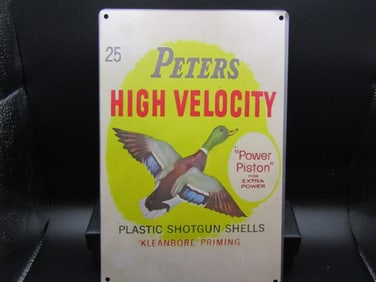 25
PETERS
HIGH VELOCITY
"Power
Piston"
FOR
EXTRA
POWER
PLASTIC SHOTGUN SHELLS
"KLEANBORE" PRIMING